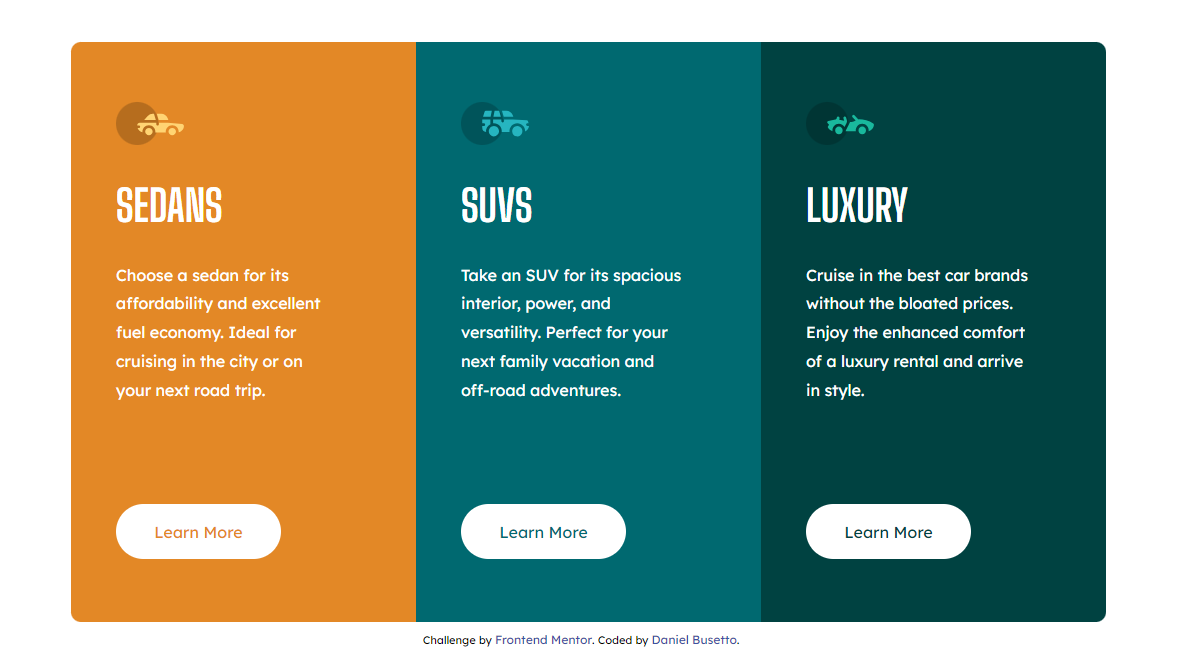 SEDANS
Choose a sedan for its
affordability and excellent
fuel economy. Ideal for
cruising in the city or on
your next road trip.
Learn More
SUVS
Take an SUV for its spacious
interior, power, and
versatility. Perfect for your
next family vacation and
off-road adventures.
Learn More
LUXURY
Cruise in the best car brands
without the bloated prices.
Enjoy the enhanced comfort
of a luxury rental and arrive
in style.
Learn More
Challenge by Frontend Mentor. Coded by Daniel Busetto.